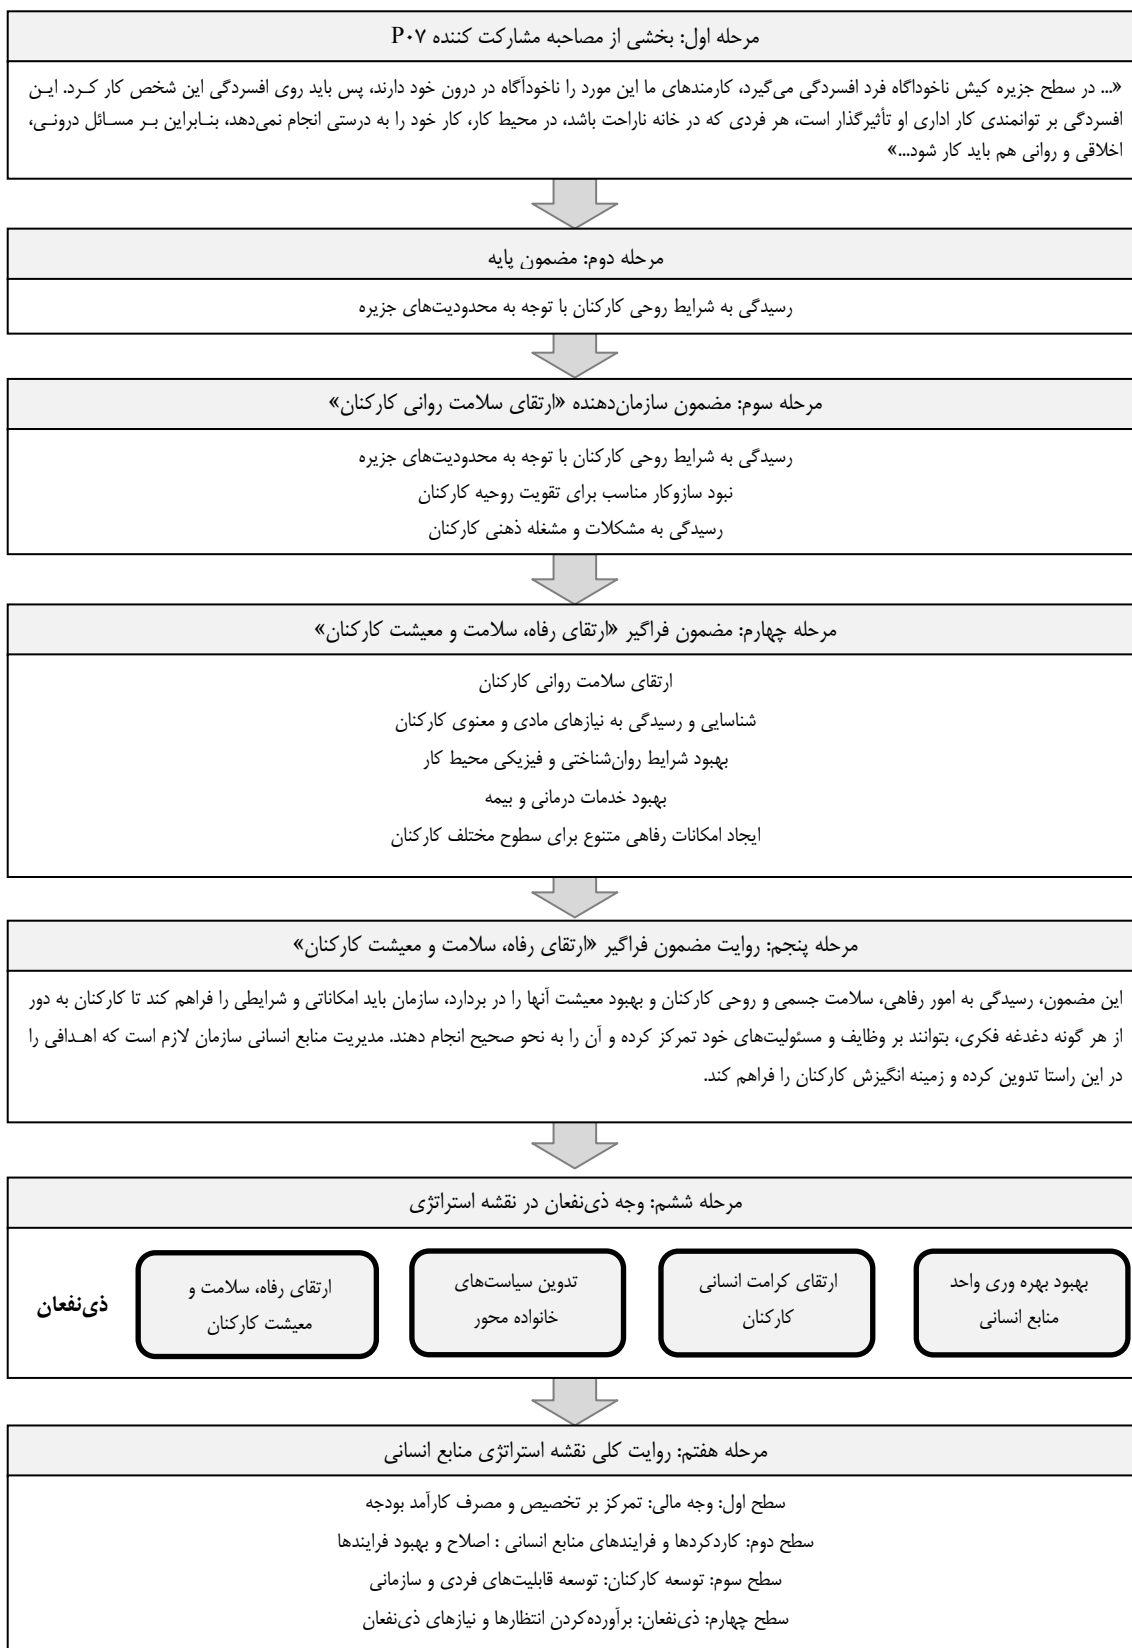 مرحله اول: بخشی از مصاحبه مشارکت کننده P۰۷
«... در سطح جزیره کیش ناخوداگاه فرد افسردگی می‌گیرد، کارمندهای ما این مورد را ناخودآگاه در درون خود دارند، پس باید روی افسردگی این شخص کار کـرد. ایـن
افسردگی بر توانمندی کار اداری او تأثیرگذار است، هر فردی که در خانه ناراحت باشد، در محیط کار، کار خود را به درستی انجام نمی‌دهد، بنـابراین بـر مسـائل درونـی،
اخلاقی و روانی هم باید کار شود...»
مرحله دوم: مضمون پایه
رسیدگی به شرایط روحی کارکنان با توجه به محدودیت‌های جزیره
مرحله سوم: مضمون سازمان‌دهنده «ارتقای سلامت روانی کارکنان»
رسیدگی به شرایط روحی کارکنان با توجه به محدودیت‌های جزیره
نبود سازوکار مناسب برای تقویت روحیه کارکنان
رسیدگی به مشکلات و مشغله ذهنی کارکنان
مرحله چهارم: مضمون فراگیر «ارتقای رفاه، سلامت و معیشت کارکنان»
ارتقای سلامت روانی کارکنان
شناسایی و رسیدگی به نیازهای مادی و معنوی کارکنان
بهبود شرایط روان‌شناختی و فیزیکی محیط کار
بهبود خدمات درمانی و بیمه
ایجاد امکانات رفاهی متنوع برای سطوح مختلف کارکنان
مرحله پنجم: روایت مضمون فراگیر «ارتقای رفاه، سلامت و معیشت کارکنان»
این مضمون، رسیدگی به امور رفاهی، سلامت جسمی و روحی کارکنان و بهبود معیشت آنها را در بردارد، سازمان باید امکاناتی و شرایطی را فراهم کند تا کارکنان به دور
از هر گونه دغدغه فکری، بتوانند بر وظایف و مسئولیت‌های خود تمرکز کرده و آن را به نحو صحیح انجام دهند. مدیریت منابع انسانی سازمان لازم است که اهـدافی را
در این راستا تدوین کرده و زمینه انگیزش کارکنان را فراهم کند.
مرحله ششم: وجه ذی‌نفعان در نقشه استراتژی
بهبود بهره وری واحد
منابع انسانی
ارتقای کرامت انسانی
کارکنان
تدوین سیاست‌های
خانواده محور
ارتقای رفاه، سلامت و
معیشت کارکنان
ذی‌نفعان
مرحله هفتم: روایت کلی نقشه استراتژی منابع انسانی
سطح اول: وجه مالی: تمرکز بر تخصیص و مصرف کارآمد بودجه
سطح دوم: کاردکردها و فرایندهای منابع انسانی : اصلاح و بهبود فرایندها
سطح سوم: توسعه کارکنان: توسعه قابلیت‌های فردی و سازمانی
سطح چهارم: ذی‌نفعان: برآورده‌کردن انتظارها و نیازهای ذی‌نفعان